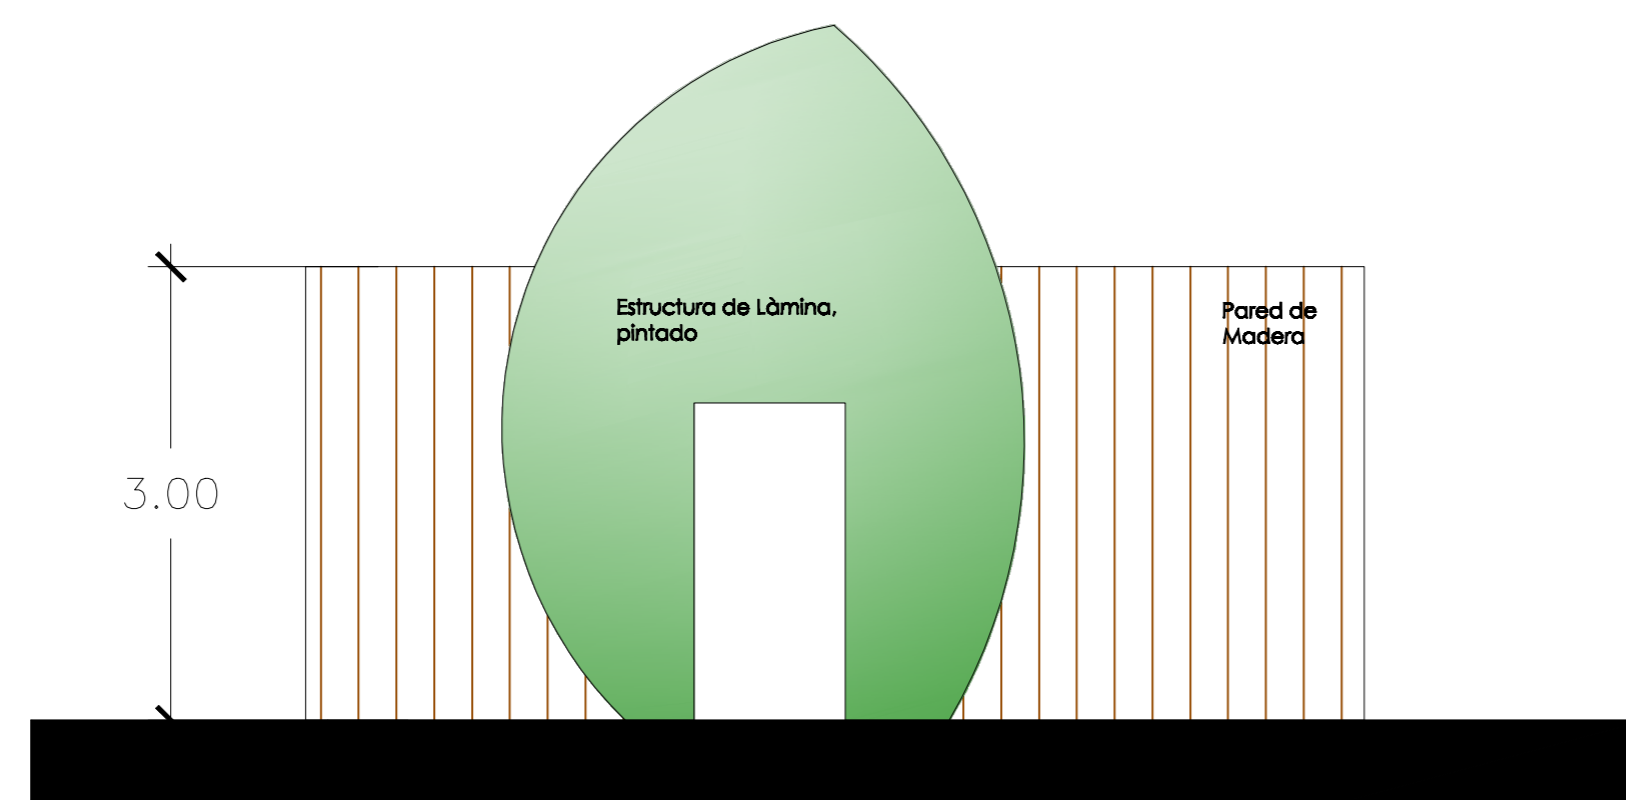 Estructura de Làmina,
pintado
Pared de
Madera
3.00